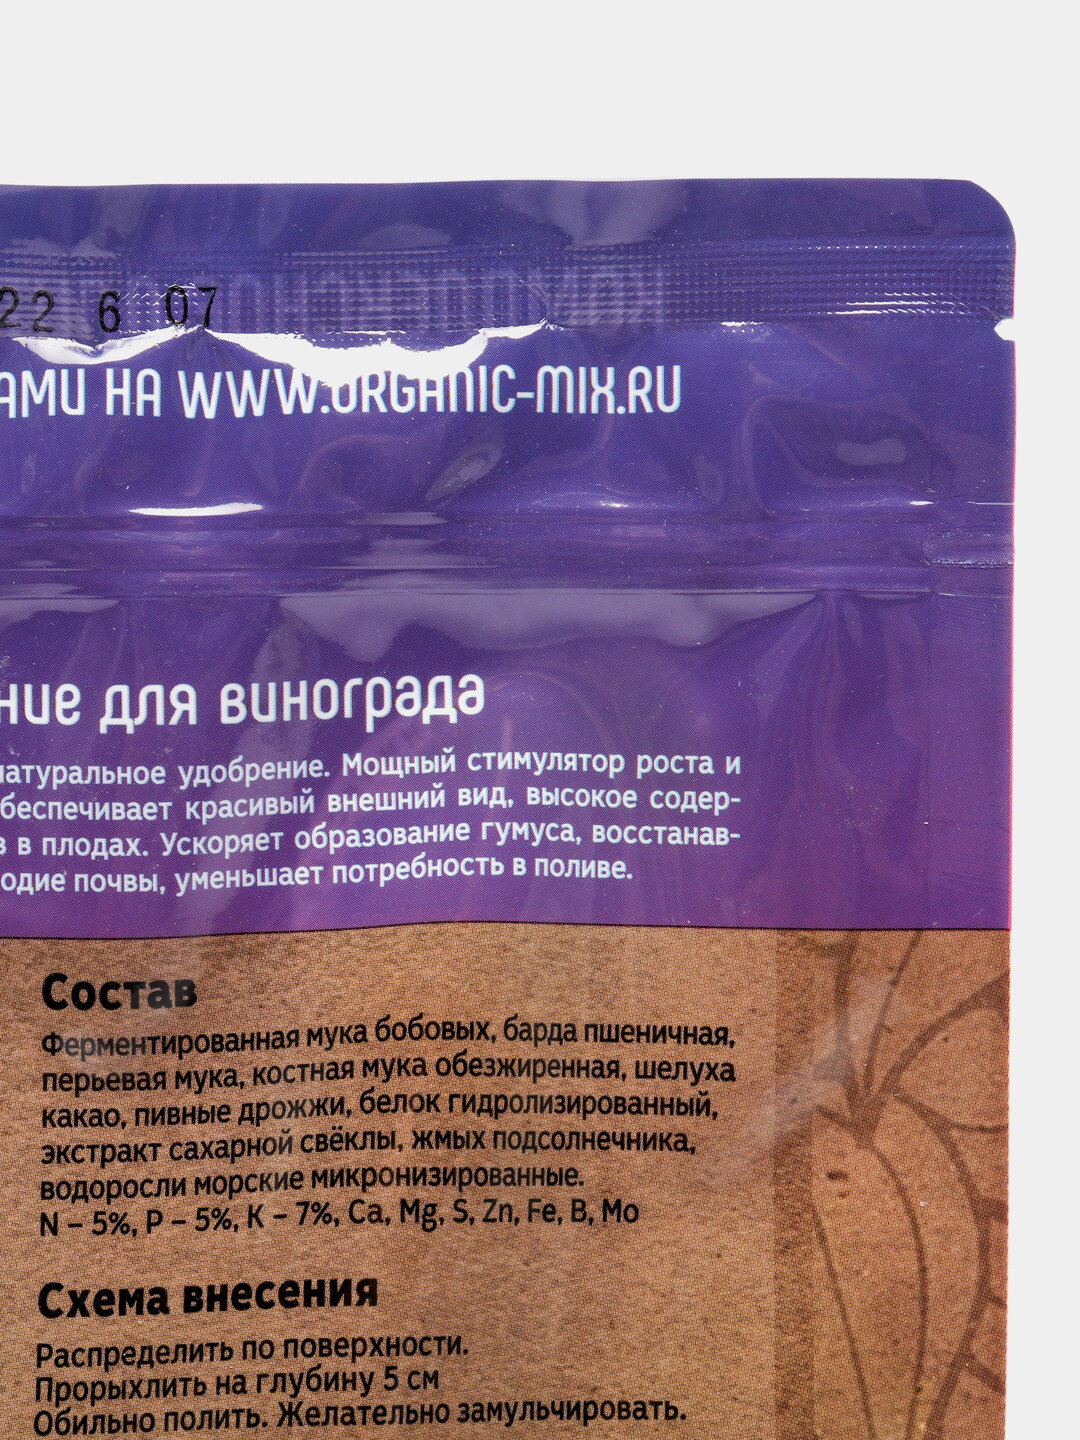 22 6 07
АМИ НА WWW.ORGANIC-MIX.RU
ние для винограда
натуральное удобрение. Мощный стимулятор роста и
беспечивает красивый внешний вид, высокое содер-
в в плодах. Ускоряет образование гумуса, восстанав-
одие почвы, уменьшает потребность в поливе.
Состав
Ферментированная мука бобовых, барда пшеничная,
перьевая мука, костная мука обезжиренная, шелуха
какао, пивные дрожжи, белок гидролизированный,
экстракт сахарной свёклы, жмых подсолнечника,
водоросли морские микронизированные.
N – 5%, P – 5%, K – 7%, Ca, Mg, S, Zn, Fe, B, Mo
Схема внесения
Распределить по поверхности.
Прорыхлить на глубину 5 см
Обильно полить. Желательно замульчировать.